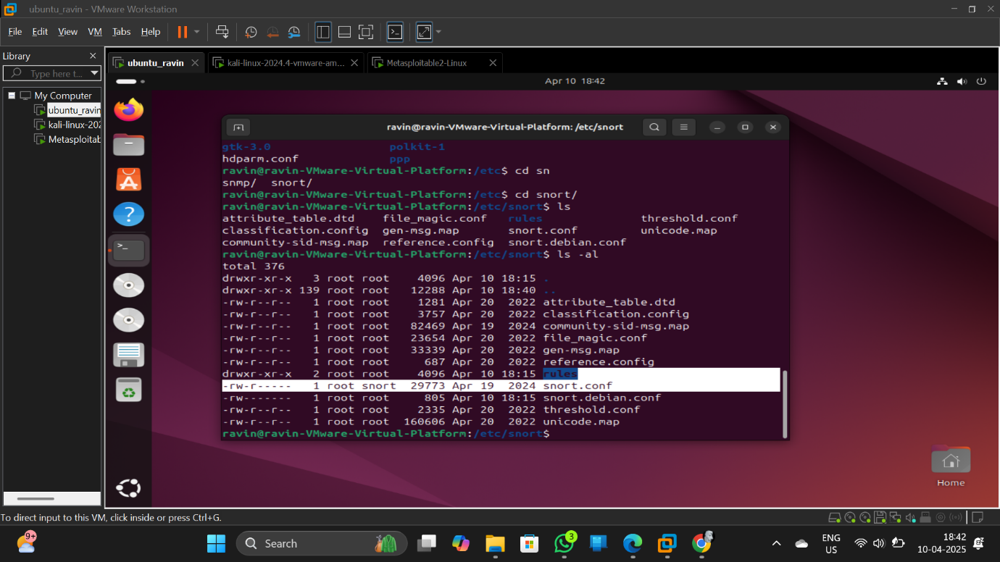 ubuntu_ravin - VMware Workstation
File Edit View VM Tabs Help
Library
Type here t...
My Computer
ubuntu_ravin
kali-linux-202
Metasploitab
ubuntu_ravin
kali-linux-2024.4-vmware-am...
Metasploitable2-Linux
Apr 10 18:42
ravin@ravin-VMware-Virtual-Platform: /etc/snort
gtk-3.0 polkit-1
hdparm.conf ppp
ravin@ravin-VMware-Virtual-Platform:/etc$ cd sn
snmp/ snort/
ravin@ravin-VMware-Virtual-Platform:/etc$ cd snort/
ravin@ravin-VMware-Virtual-Platform:/etc/snort$ ls
attribute_table.dtd file_magic.conf rules threshold.conf
classification.config gen-msg.map snort.conf unicode.map
community-sid-msg.map reference.config snort.debian.conf
ravin@ravin-VMware-Virtual-Platform:/etc/snort$ ls -al
total 376
drwxr-xr-x 3 root root 4096 Apr 10 18:15 .
drwxr-xr-x 139 root root 12288 Apr 10 18:40 ..
-rw-r--r-- 1 root root 1281 Apr 20 2022 attribute_table.dtd
-rw-r--r-- 1 root root 3757 Apr 20 2022 classification.config
-rw-r--r-- 1 root root 82469 Apr 19 2024 community-sid-msg.map
-rw-r--r-- 1 root root 23654 Apr 20 2022 file_magic.conf
-rw-r--r-- 1 root root 33339 Apr 20 2022 gen-msg.map
-rw-r--r-- 1 root root 687 Apr 20 2022 reference.config
drwxr-xr-x 2 root root 4096 Apr 10 18:15 rules
-rw-r----- 1 root snort 29773 Apr 19 2024 snort.conf
-rw------- 1 root root 805 Apr 10 18:15 snort.debian.conf
-rw-r--r-- 1 root root 2335 Apr 20 2022 threshold.conf
-rw-r--r-- 1 root root 160606 Apr 20 2022 unicode.map
ravin@ravin-VMware-Virtual-Platform:/etc/snort$
Home
To direct input to this VM, click inside or press Ctrl+G.
9+
Search
3
ENG
US
18:42
10-04-2025